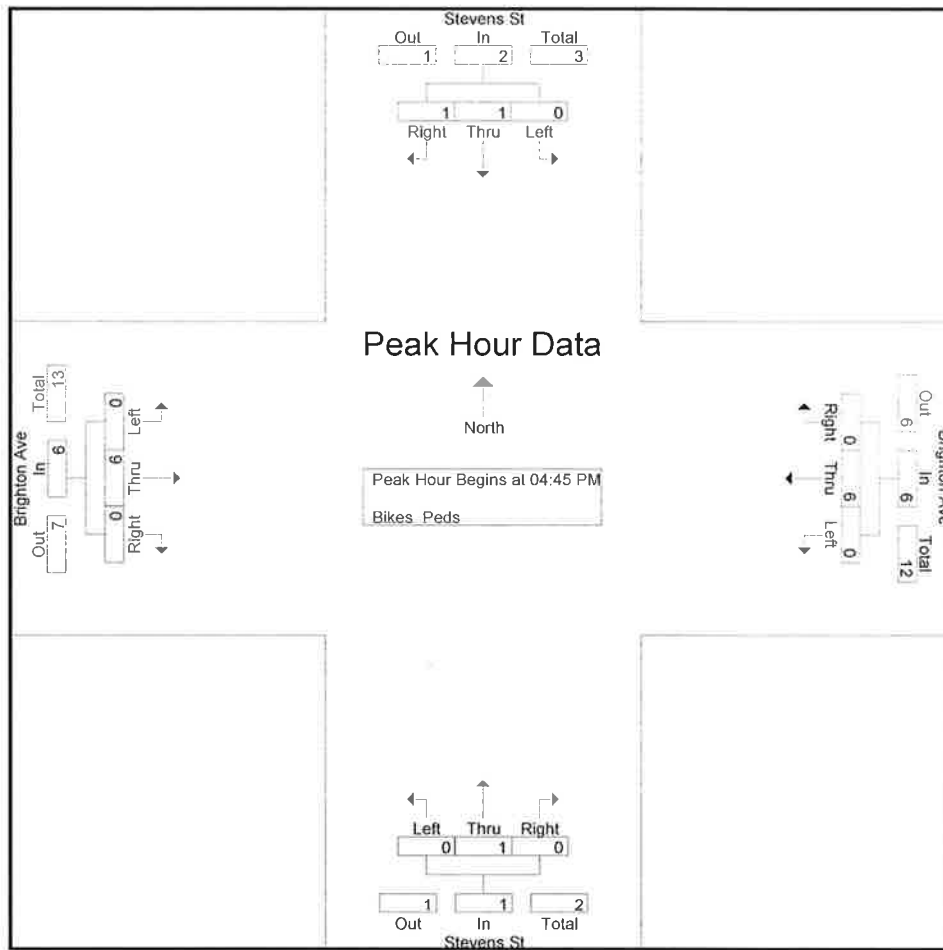 Stevens St
Out In Total
1 2 3
1 1 0
Right Thru Left
Peak Hour Data
North
Peak Hour Begins at 04:45 PM
Bikes Peds
Brighton Ave
Total In Out
13 6 7
0 6 0
Left Thru Right
Right Thru Left
0 6 0
Out In Total
6 6 12
Brighton Ave
Left Thru Right
0 1 0
1 1 2
Out In Total
Stevens St